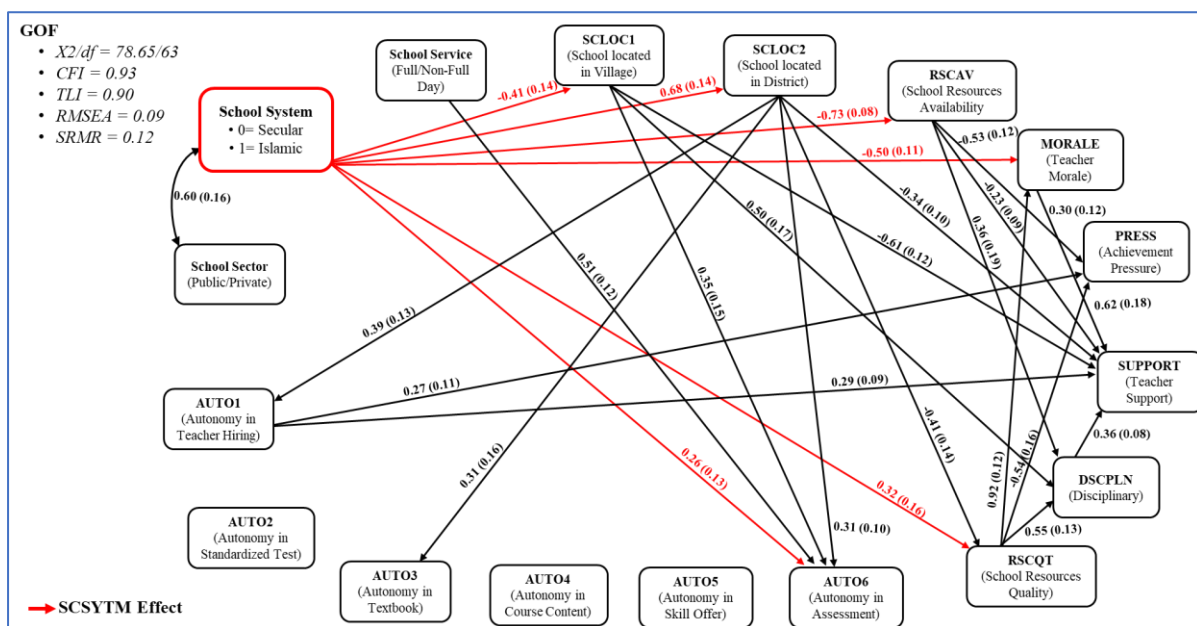 GOF
• X2/df = 78.65/63
• CFI = 0.93
• TLI = 0.90
• RMSEA = 0.09
• SRMR = 0.12
School System
• 0= Secular
• 1= Islamic
School Service
(Full/Non-Full
Day)
SCLOC1
(School located
in Village)
SCLOC2
(School located
in District)
RSCAV
(School Resources
Availability
MORALE
(Teacher
Morale)
PRESS
(Achievement
Pressure)
SUPPORT
(Teacher
Support)
DSCPLN
(Disciplinary)
RSCQT
(School Resources
Quality)
School Sector
(Public/Private)
AUTO1
(Autonomy in
Teacher Hiring)
AUTO2
(Autonomy in
Standardized Test)
AUTO3
(Autonomy in
Textbook)
AUTO4
(Autonomy in
Course Content)
AUTO5
(Autonomy in
Skill Offer)
AUTO6
(Autonomy in
Assessment)
-0.41 (0.14)
0.68 (0.14)
-0.73 (0.08)
-0.50 (0.11)
-0.53 (0.12)
0.60 (0.16)
0.30 (0.12)
-0.23 (0.09)
-0.34 (0.10)
0.36 (0.19)
0.50 (0.17)
-0.61 (0.12)
0.51 (0.12)
0.35 (0.15)
0.62 (0.18)
0.39 (0.13)
0.27 (0.11)
0.29 (0.09)
0.36 (0.08)
-0.41 (0.14)
-0.54 (0.16)
0.92 (0.12)
0.31 (0.16)
0.26 (0.13)
0.32 (0.16)
0.31 (0.10)
0.55 (0.13)
SCSYTM Effect